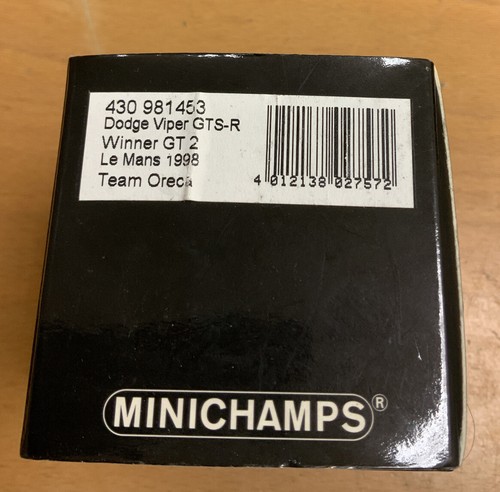 430 981453
Dodge Viper GTS-R
Winner GT 2
Le Mans 1998
Team Oreca
4 012138 027572
MINICHAMPS®